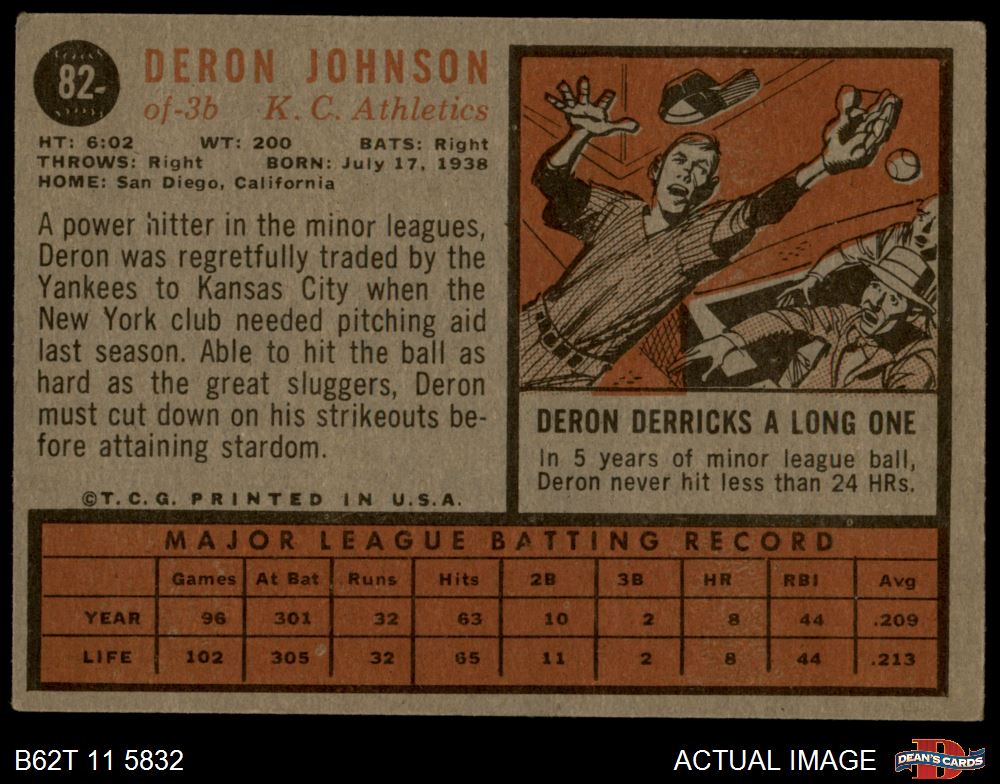 82-
DERON JOHNSON
of-3b K. C. Athletics
HT: 6:02 WT: 200 BATS: Right
THROWS: Right BORN: July 17, 1938
HOME: San Diego, California
A power hitter in the minor leagues,
Deron was regretfully traded by the
Yankees to Kansas City when the
New York club needed pitching aid
last season. Able to hit the ball as
hard as the great sluggers, Deron
must cut down on his strikeouts be-
fore attaining stardom.
©T.C.G. PRINTED IN U.S.A.
DERON DERRICKS A LONG ONE
In 5 years of minor league ball,
Deron never hit less than 24 HRs.
MAJOR LEAGUE BATTING RECORD
Games At Bat Runs Hits 2B 3B HR RBI Avg
YEAR 96 301 32 63 10 2 8 44 .209
LIFE 102 305 32 65 11 2 8 44 .213
B62T 11 5832
ACTUAL IMAGE
DEAN'S CARDS